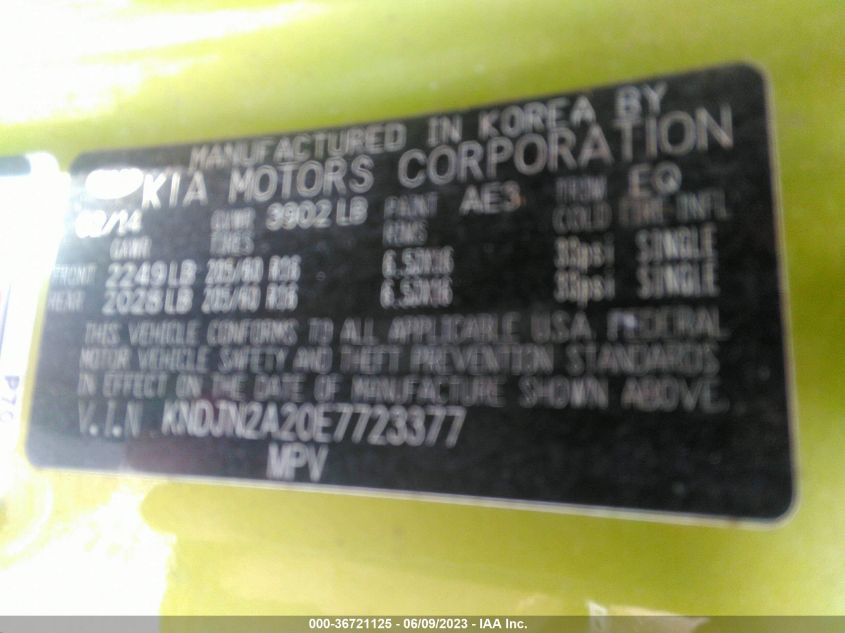 MANUFACTURED IN KOREA BY
KIA MOTORS CORPORATION
02/14 GVWR 3902 LB PAINT AE3 TRIM EQ
GAWR TIRES RIMS COLD TIRE INFL
FRONT 2249 LB 205/60 R16 6.5JX16 33psi SINGLE
REAR 2028 LB 205/60 R16 6.5JX16 33psi SINGLE
THIS VEHICLE CONFORMS TO ALL APPLICABLE U.S.A. FEDERAL
MOTOR VEHICLE SAFETY AND THEFT PREVENTION STANDARDS
IN EFFECT ON THE DATE OF MANUFACTURE SHOWN ABOVE.
V.I.N KNDJN2A20E7723377
MPV
000-36721125 - 06/09/2023 - IAA Inc.